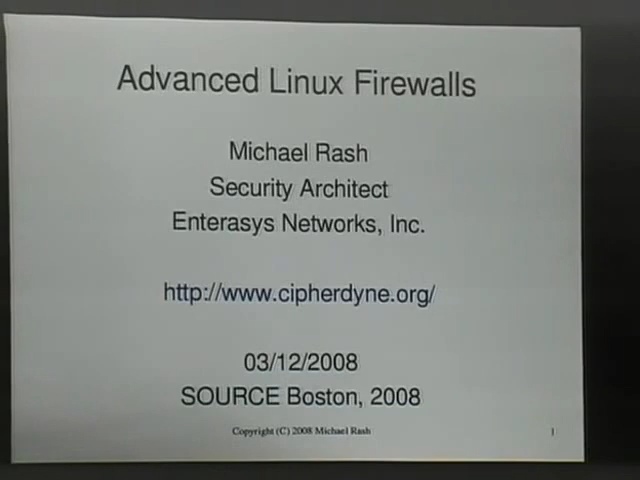 Advanced Linux Firewalls
Michael Rash
Security Architect
Enterasys Networks, Inc.
http://www.cipherdyne.org/
03/12/2008
SOURCE Boston, 2008
Copyright (C) 2008 Michael Rash
1